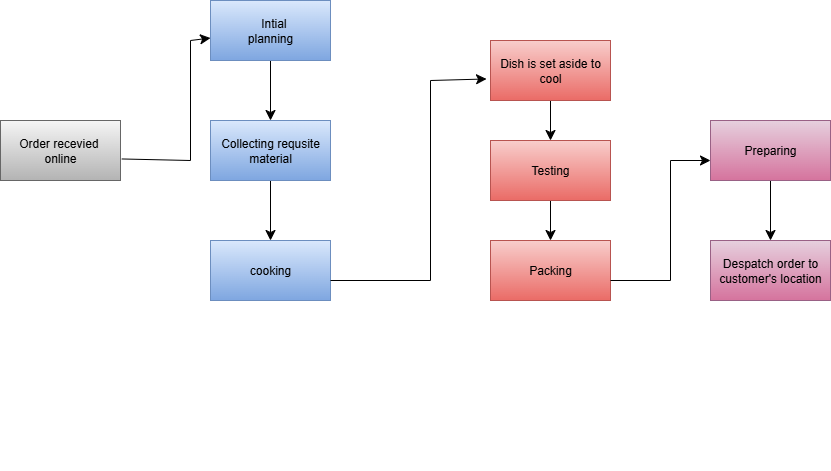 Order recevied
online
Intial
planning
Collecting requsite
material
cooking
Dish is set aside to
cool
Testing
Packing
Preparing
Despatch order to
customer's location